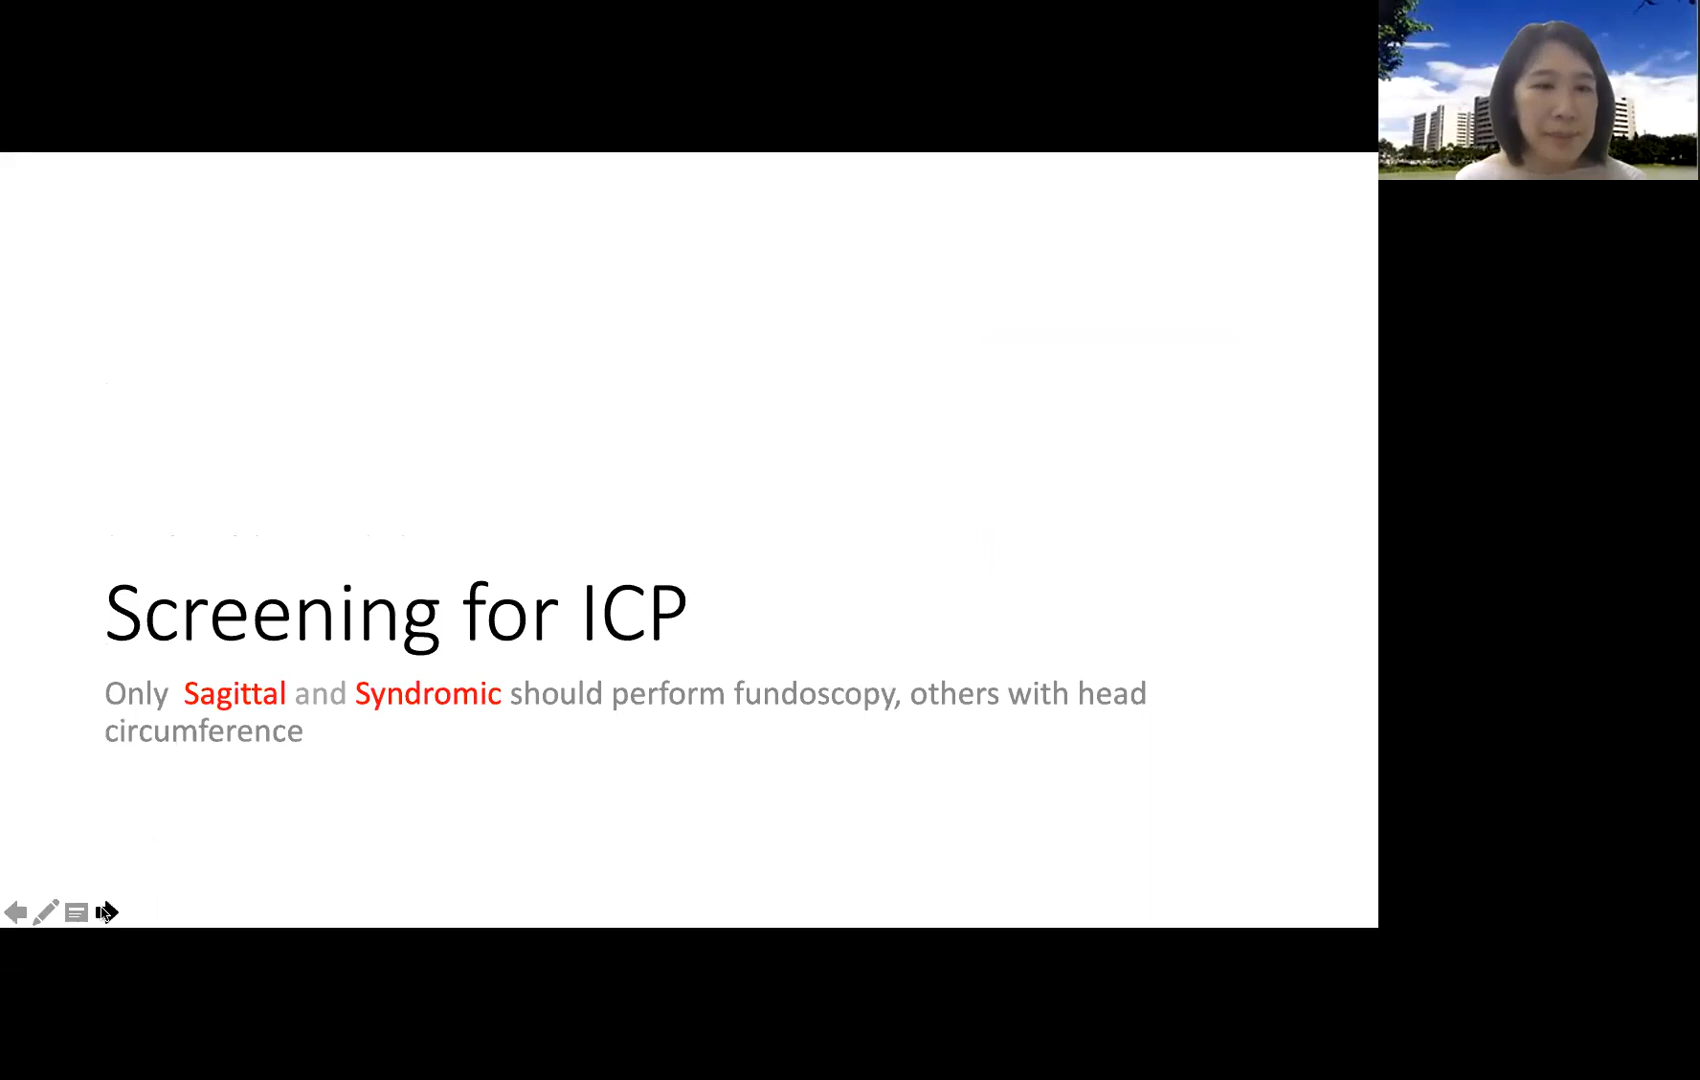 Screening for ICP
Only Sagittal and Syndromic should perform fundoscopy, others with head
circumference